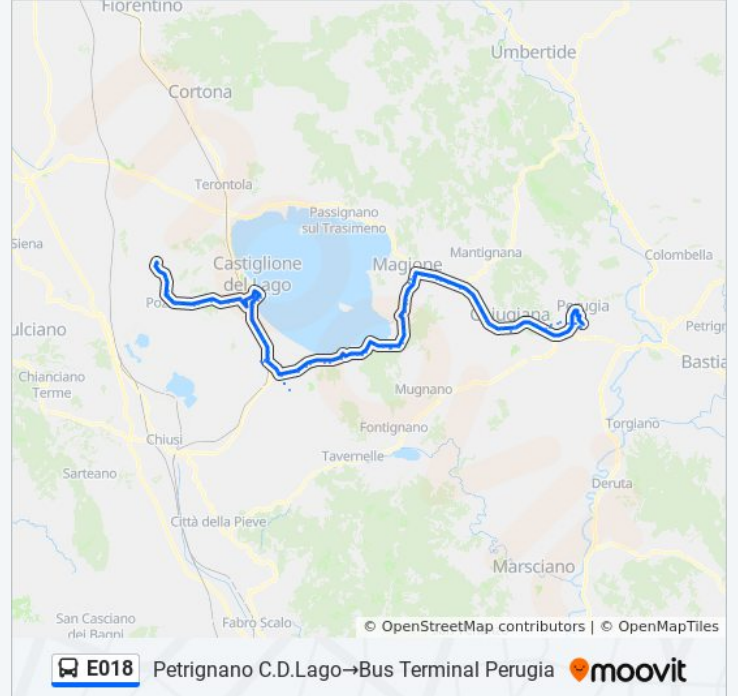 Fiorentino
Umbertide
Cortona
Terontola
Passignano
sul Trasimeno
Siena
Castiglione
del Lago
Magione
Mantignana
Colombella
Poz
Perugia
ulciano
Petrign
Bastia
Chianciano
Terme
Mugnano
Fontignano
Torgiano
Chiusi
Tavernelle
Sarteano
Deruta
Città della Pieve
Marsciano
San Casciano
dei Bagni
Fabro Scalo
© OpenStreetMap contributors | © OpenMapTiles
E018 Petrignano C.D.Lago→Bus Terminal Perugia moovit